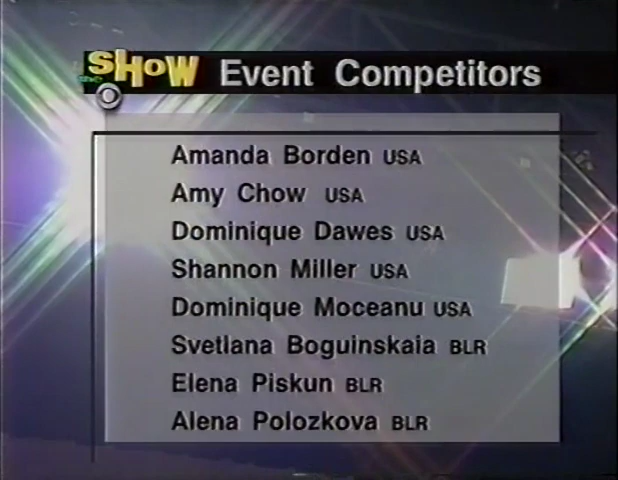 SHOW Event Competitors
Amanda Borden USA
Amy Chow USA
Dominique Dawes USA
Shannon Miller USA
Dominique Moceanu USA
Svetlana Boguinskaia BLR
Elena Piskun BLR
Alena Polozkova BLR